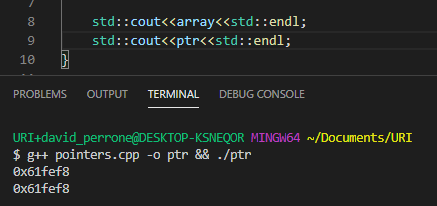 8 std::cout<<array<<std::endl;
9 std::cout<<ptr<<std::endl;
10 }
PROBLEMS OUTPUT TERMINAL DEBUG CONSOLE
URI+david_perrone@DESKTOP-KSNEQOR MINGW64 ~/Documents/URI
$ g++ pointers.cpp -o ptr && ./ptr
0x61fef8
0x61fef8